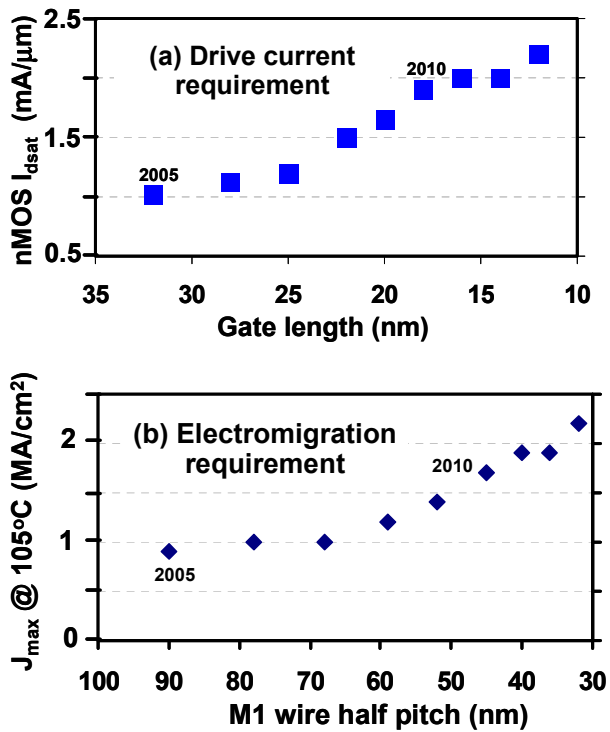 (a) Drive current
requirement
nMOS I_dsat (mA/μm)
2.5
1.5
0.5
2005
2010
35 30 25 20 15 10
Gate length (nm)
(b) Electromigration
requirement
J_max @ 105°C (MA/cm²)
2
1
0
2005
2010
100 90 80 70 60 50 40 30
M1 wire half pitch (nm)